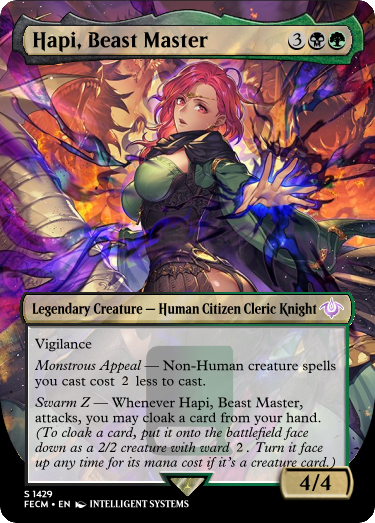 Hapi, Beast Master 3
Legendary Creature — Human Citizen Cleric Knight
Vigilance
Monstrous Appeal — Non-Human creature spells
you cast cost 2 less to cast.
Swarm Z — Whenever Hapi, Beast Master,
attacks, you may cloak a card from your hand.
(To cloak a card, put it onto the battlefield face
down as a 2/2 creature with ward 2. Turn it face
up any time for its mana cost if it's a creature card.)
4/4
S 1429
FECM • EN INTELLIGENT SYSTEMS